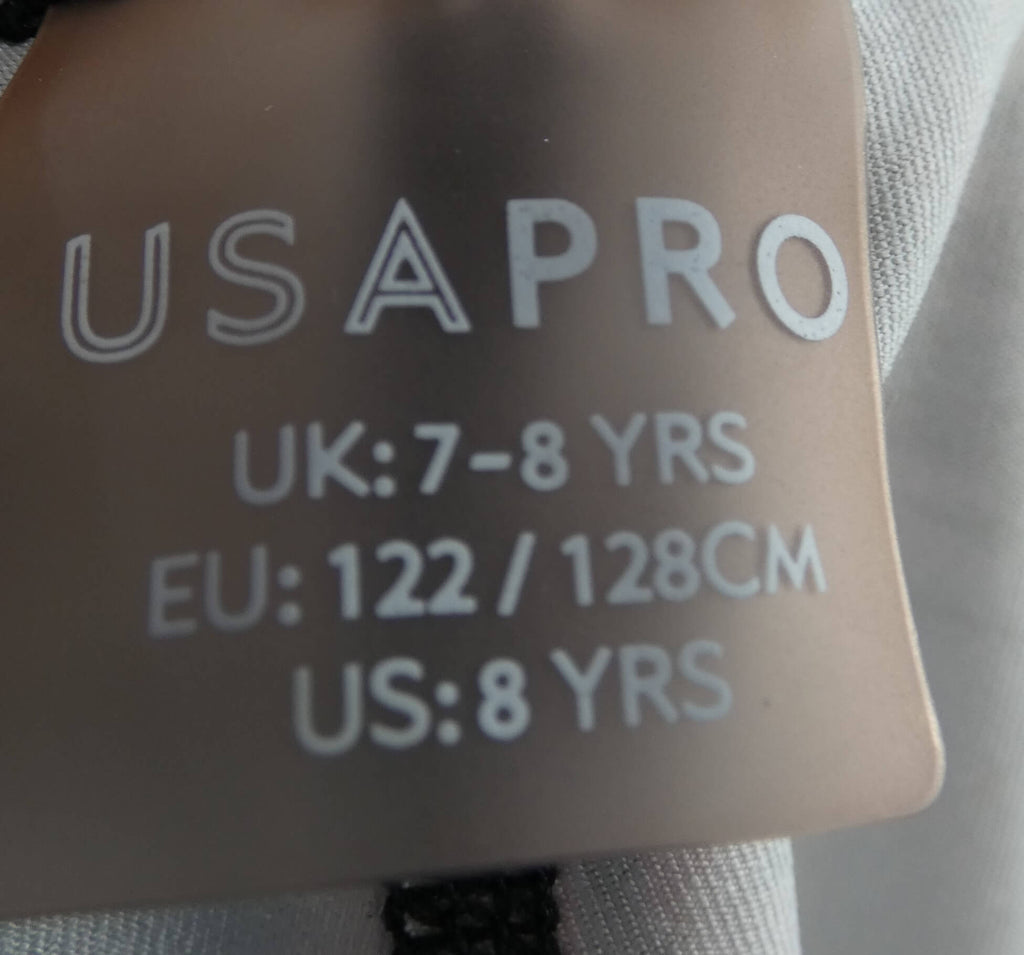 USAPRO
UK: 7-8 YRS
EU: 122 / 128CM
US: 8 YRS